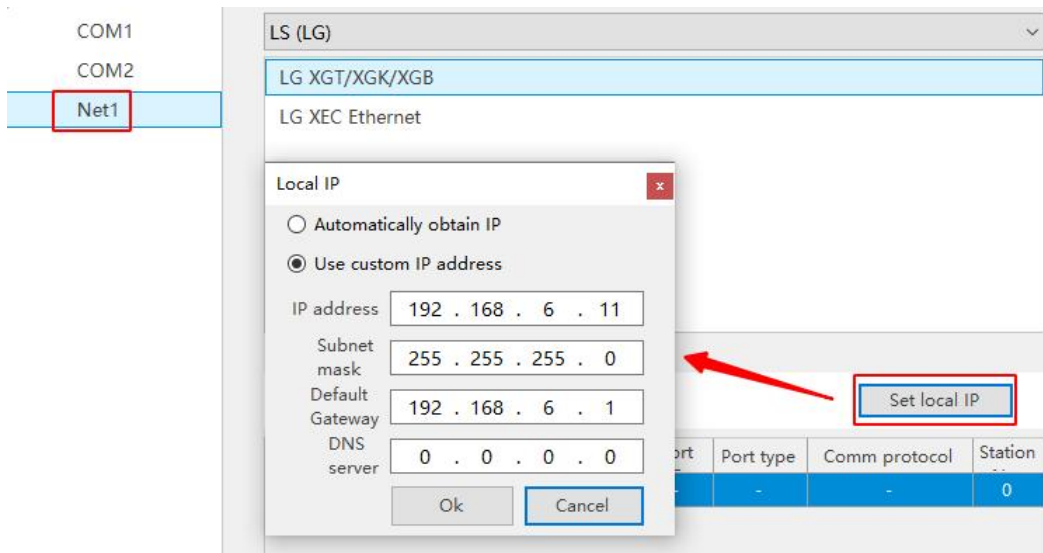 COM1
COM2
Net1
LS (LG)
LG XGT/XGK/XGB
LG XEC Ethernet
Local IP
x
Automatically obtain IP
Use custom IP address
IP address 192 . 168 . 6 . 11
Subnet
mask
255 . 255 . 255 . 0
Default
Gateway
192 . 168 . 6 . 1
DNS
server
0 . 0 . 0 . 0
Ok Cancel
Set local IP
Port type Comm protocol Station
- - - 0